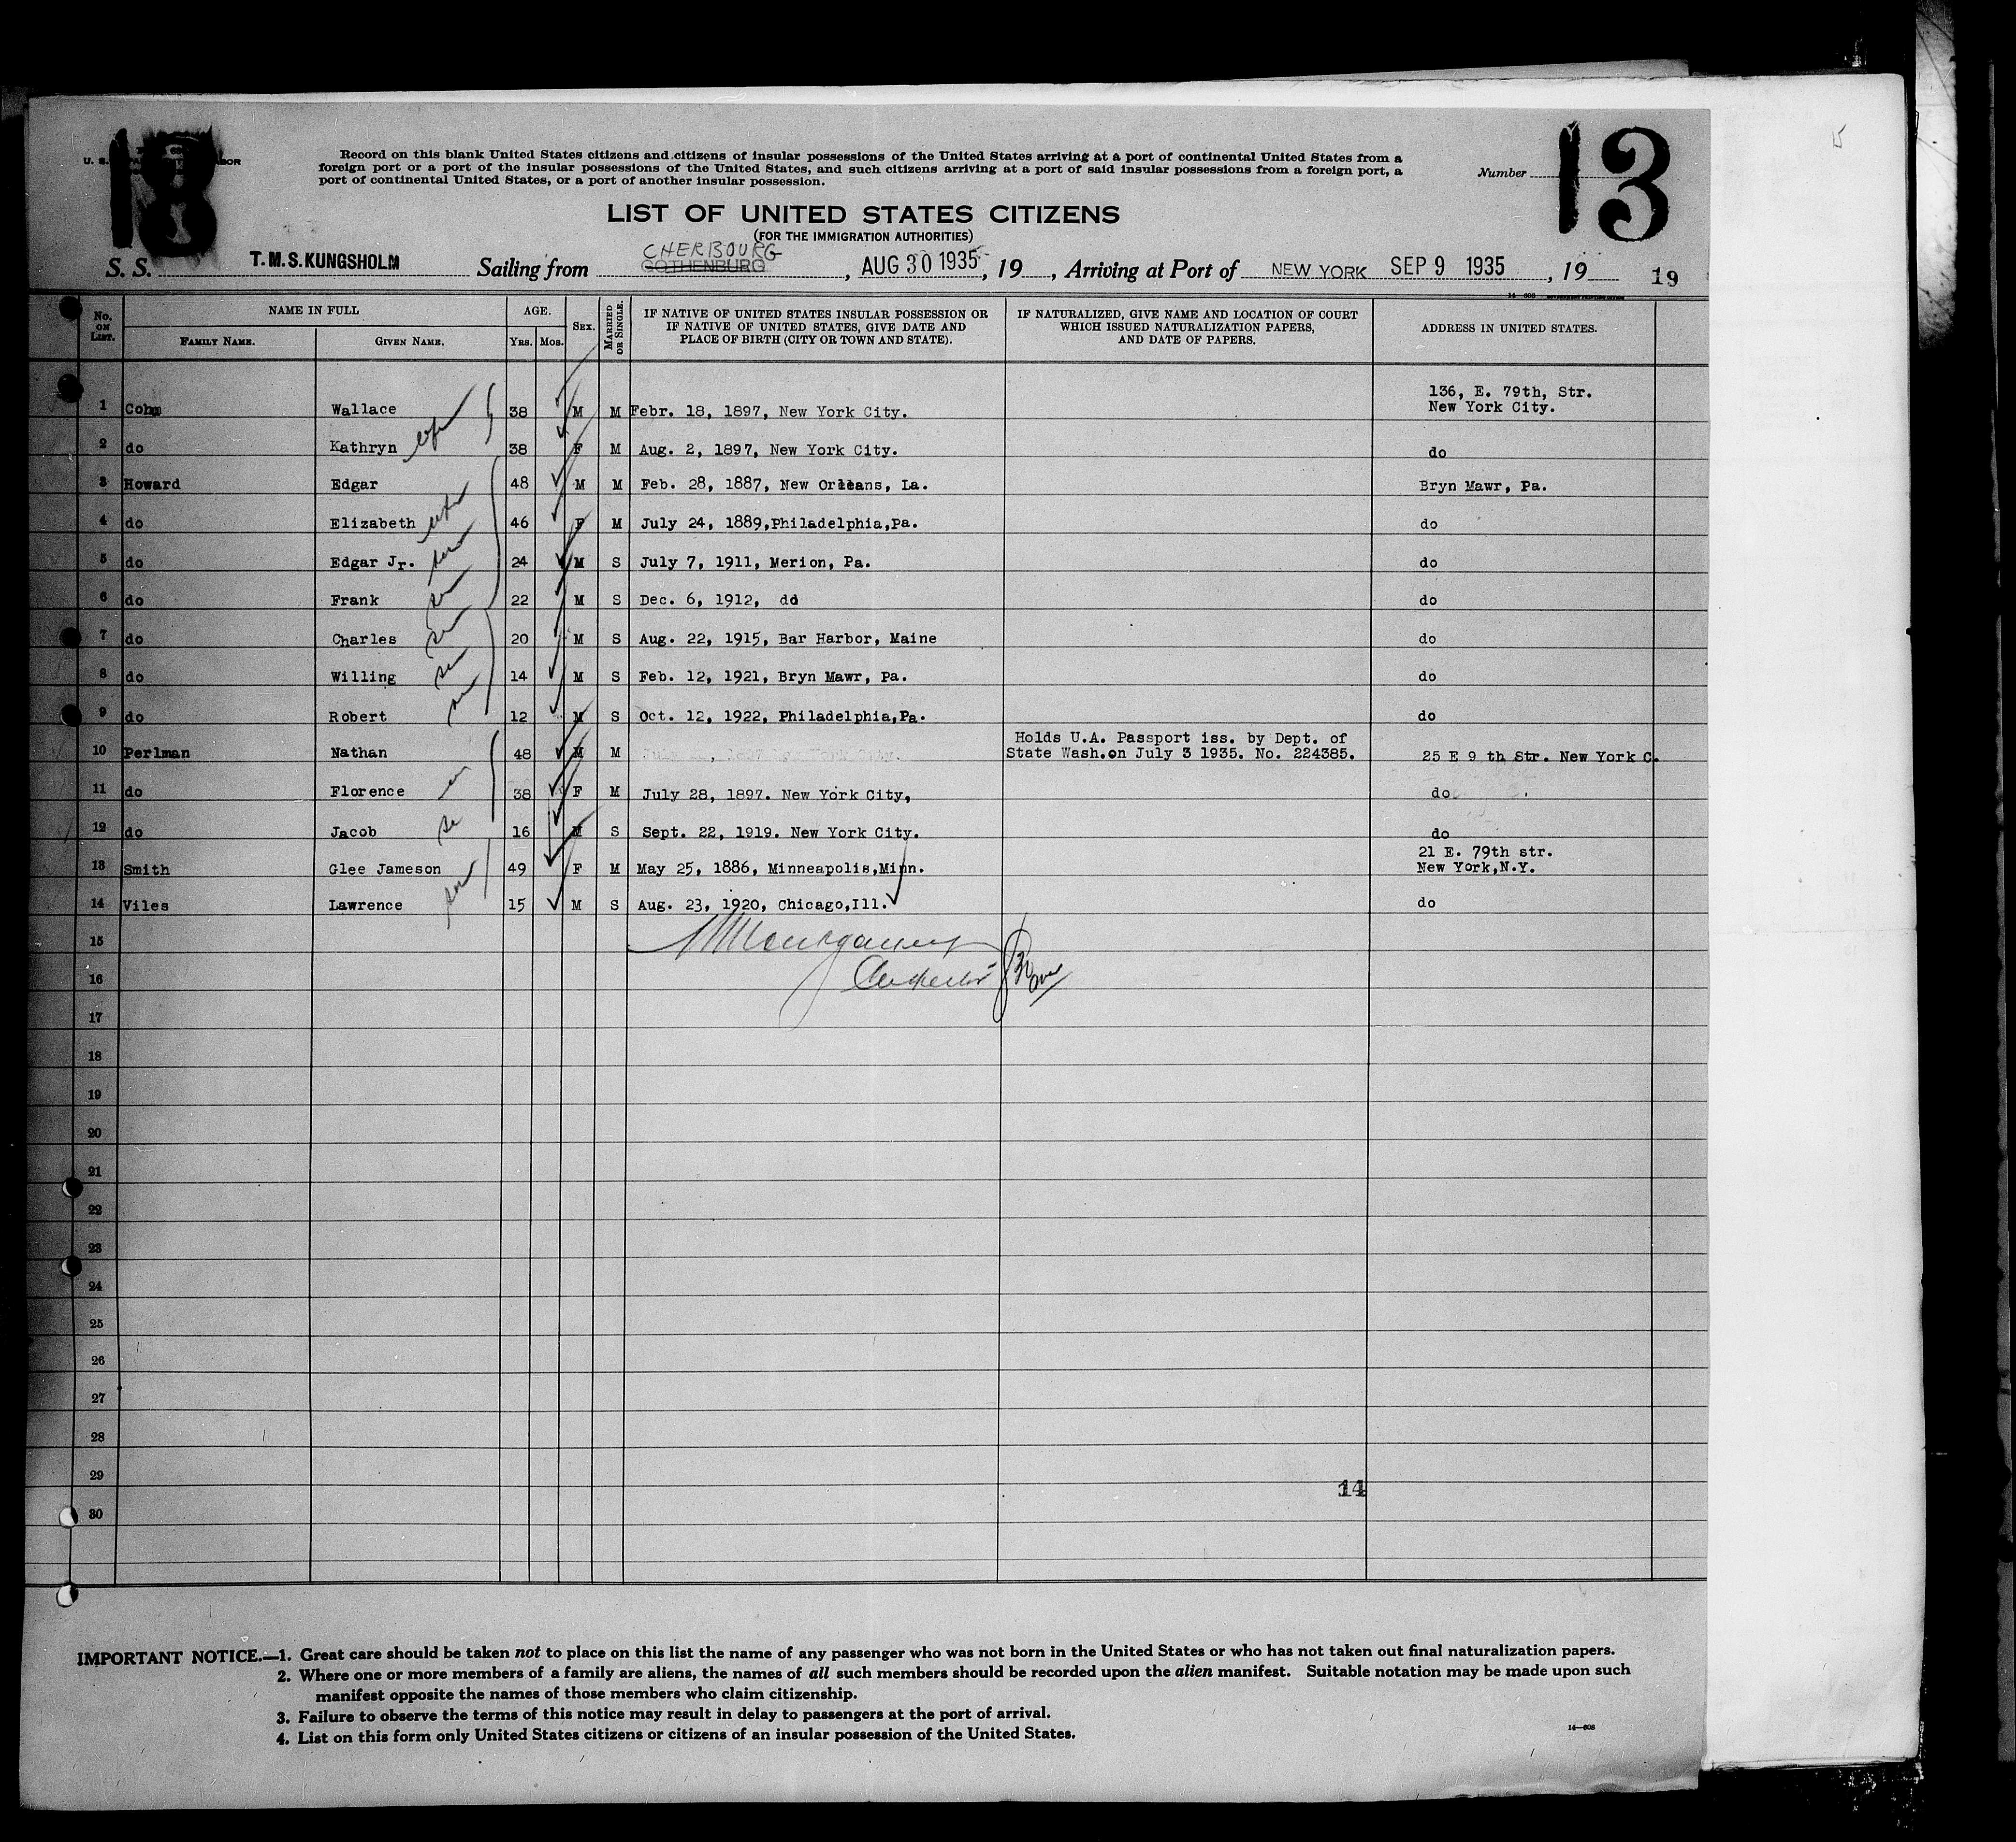 13
Record on this blank United States citizens and citizens of insular possessions of the United States arriving at a port of continental United States from a
foreign port or a port of the insular possessions of the United States, and such citizens arriving at a port of said insular possessions from a foreign port, a
port of continental United States, or a port of another insular possession.
Number
LIST OF UNITED STATES CITIZENS
(FOR THE IMMIGRATION AUTHORITIES)
CHERBOURG
S. S. T.M.S.KUNGSHOLM Sailing from GOTHENBURG, AUG 30 1935, 19 , Arriving at Port of NEW YORK SEP 9 1935, 19 19
No. ON LIST. NAME IN FULL AGE. SEX. MARRIED OR SINGLE. IF NATIVE OF UNITED STATES INSULAR POSSESSION OR IF NATIVE OF UNITED STATES, GIVE DATE AND PLACE OF BIRTH (CITY OR TOWN AND STATE). IF NATURALIZED, GIVE NAME AND LOCATION OF COURT WHICH ISSUED NATURALIZATION PAPERS, AND DATE OF PAPERS. ADDRESS IN UNITED STATES.
FAMILY NAME. GIVEN NAME. YRS. MOS.
136, E. 79th, Str.
1 Wallace 38 M M Febr. 18, 1897, New York City. New York City.
2 do Kathryn 38 F M Aug. 2, 1897, New York City. do
3 Howard Edgar 48 M M Feb. 28, 1887, New Orleans, La. Bryn Mawr, Pa.
4 do Elizabeth 46 F M July 24, 1889,Philadelphia,Pa. do
5 do Edgar Jr. 24 M S July 7, 1911, Merion, Pa. do
6 do Frank 22 M S Dec. 6, 1912, do do
7 do Charles 20 M S Aug. 22, 1915, Bar Harbor, Maine do
8 do Willing 14 M S Feb. 12, 1921, Bryn Mawr, Pa. do
9 do Robert 12 M S Oct. 12, 1922, Philadelphia,Pa. do
Holds U.A. Passport iss. by Dept. of
10 Perlman Nathan 48 M M State Wash.on July 3 1935. No. 224385. 25 E 9 th Str. New York C.
11 do Florence 38 F M July 28, 1897. New York City, do
12 do Jacob 16 M S Sept. 22, 1919. New York City. do
21 E. 79th str.
13 Smith Glee Jameson 49 F M May 25, 1886, Minneapolis,Minn. New York,N.Y.
14 Viles Lawrence 15 M S Aug. 23, 1920, Chicago,Ill. do
15
16
17
18
19
20
21
22
23
24
25
26
27
28
29
14
30
IMPORTANT NOTICE.—1. Great care should be taken not to place on this list the name of any passenger who was not born in the United States or who has not taken out final naturalization papers.
2. Where one or more members of a family are aliens, the names of all such members should be recorded upon the alien manifest. Suitable notation may be made upon such
manifest opposite the names of those members who claim citizenship.
3. Failure to observe the terms of this notice may result in delay to passengers at the port of arrival.
4. List on this form only United States citizens or citizens of an insular possession of the United States.
14—608